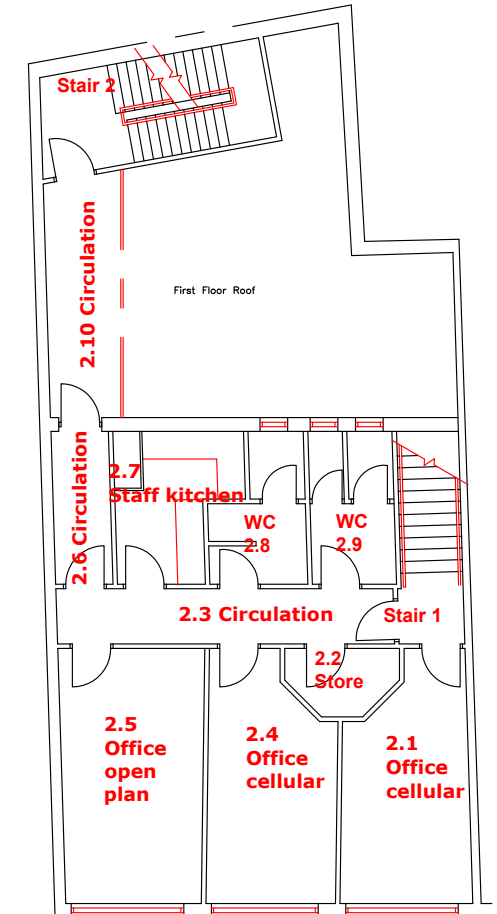 Stair 2
2.10 Circulation
First Floor Roof
2.6 Circulation
2.7
Staff kitchen
WC
2.8
WC
2.9
2.3 Circulation
Stair 1
2.2
Store
2.5
Office
open
plan
2.4
Office
cellular
2.1
Office
cellular